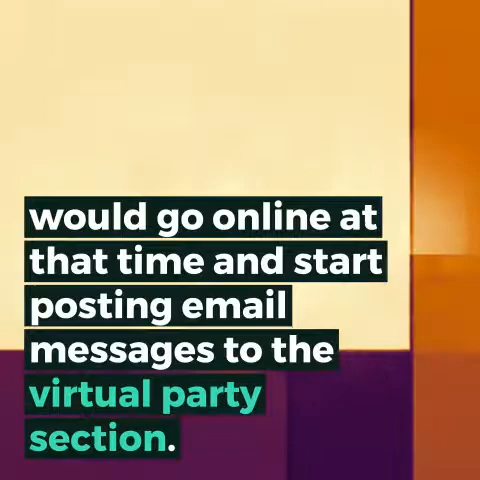 would go online at
that time and start
posting email
messages to the
virtual party
section.